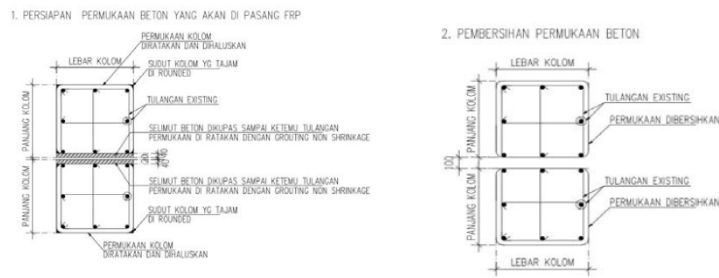 1. PERSIAPAN PERMUKAAN BETON YANG AKAN DI PASANG FRP
PERMUKAAN KOLOM
DIRATAKAN DAN DIHALUSKAN
LEBAR KOLOM
SUDUT KOLOM YG TAJAM
DI ROUNDED
PANJANG KOLOM
TULANGAN EXISTING
SELIMUT BETON DIKUPAS SAMPAI KETEMU TULANGAN
PERMUKAAN DI RATAKAN DENGAN GROUTING NON SHRINKAGE
PANJANG KOLOM
SELIMUT BETON DIKUPAS SAMPAI KETEMU TULANGAN
PERMUKAAN DI RATAKAN DENGAN GROUTING NON SHRINKAGE
SUDUT KOLOM YG TAJAM
DI ROUNDED
PERMUKAAN KOLOM
DIRATAKAN DAN DIHALUSKAN
2. PEMBERSIHAN PERMUKAAN BETON
LEBAR KOLOM
PANJANG KOLOM
TULANGAN EXISTING
PERMUKAAN DIBERSIHKAN
100
PANJANG KOLOM
TULANGAN EXISTING
PERMUKAAN DIBERSIHKAN
LEBAR KOLOM